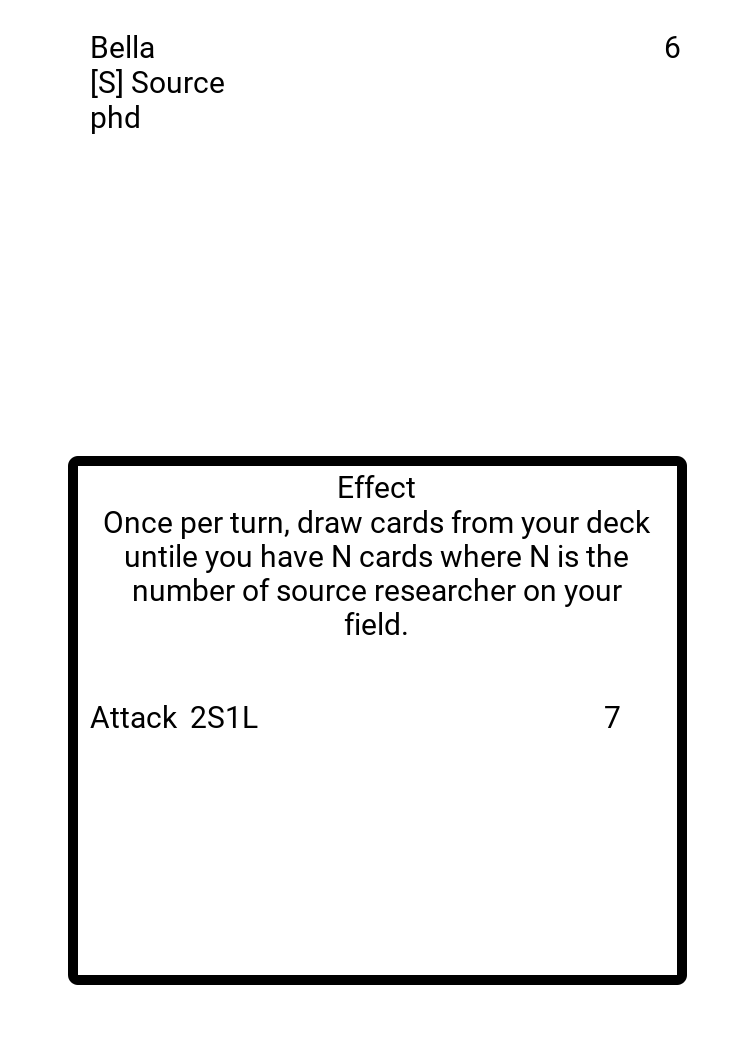 Bella 6
[S] Source
phd
Effect
Once per turn, draw cards from your deck
untile you have N cards where N is the
number of source researcher on your
field.
Attack 2S1L 7